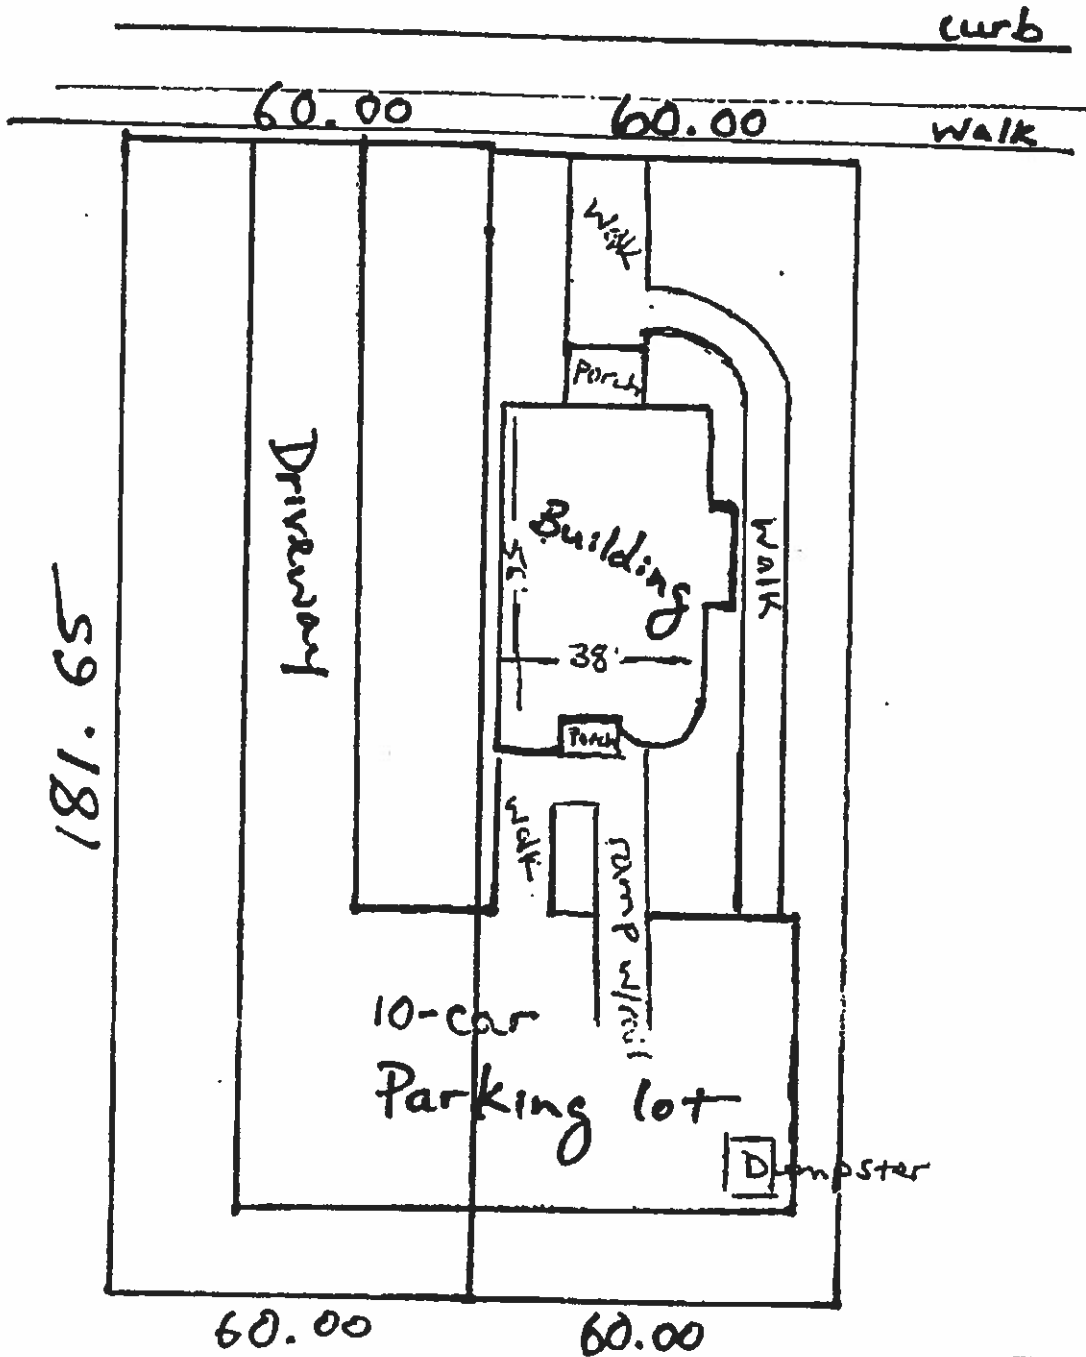 curb
60.00 60.00
Walk
Walk
Porch
Driveway
Building
Walk
38'
181.65
Porch
Walk
Ramp
w/rail
10-car
Parking lot
Dumpster
60.00 60.00